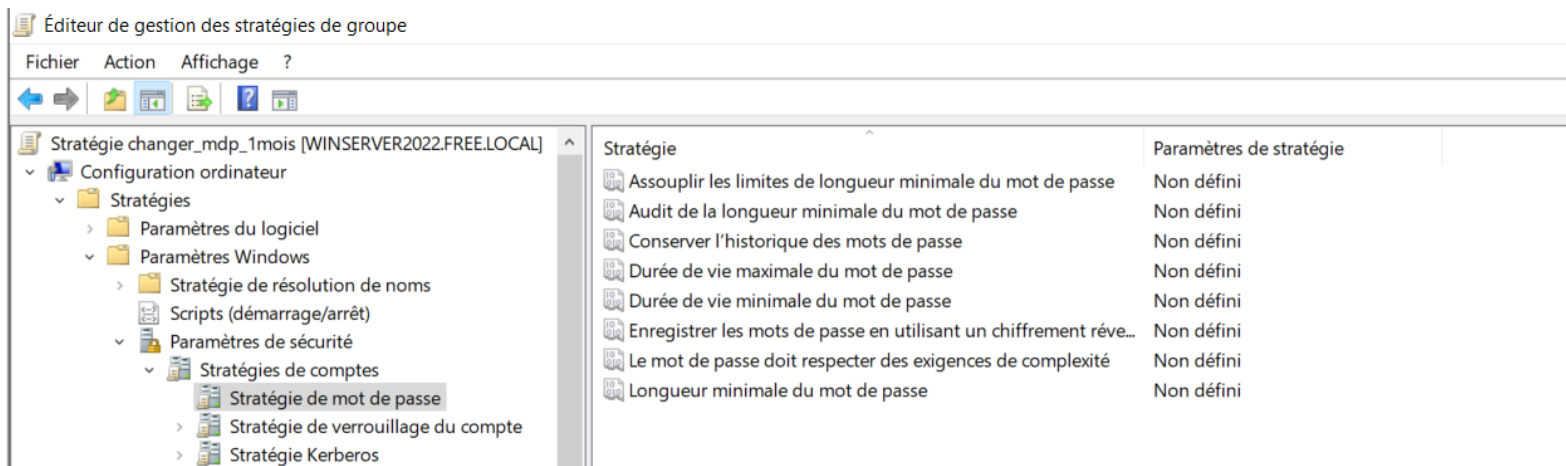 Éditeur de gestion des stratégies de groupe
Fichier Action Affichage ?
Stratégie changer_mdp_1mois [WINSERVER2022.FREE.LOCAL]
Configuration ordinateur
Stratégies
Paramètres du logiciel
Paramètres Windows
Stratégie de résolution de noms
Scripts (démarrage/arrêt)
Paramètres de sécurité
Stratégies de comptes
Stratégie de mot de passe
Stratégie de verrouillage du compte
Stratégie Kerberos
Stratégie Paramètres de stratégie
Assouplir les limites de longueur minimale du mot de passe Non défini
Audit de la longueur minimale du mot de passe Non défini
Conserver l’historique des mots de passe Non défini
Durée de vie maximale du mot de passe Non défini
Durée de vie minimale du mot de passe Non défini
Enregistrer les mots de passe en utilisant un chiffrement réve... Non défini
Le mot de passe doit respecter des exigences de complexité Non défini
Longueur minimale du mot de passe Non défini